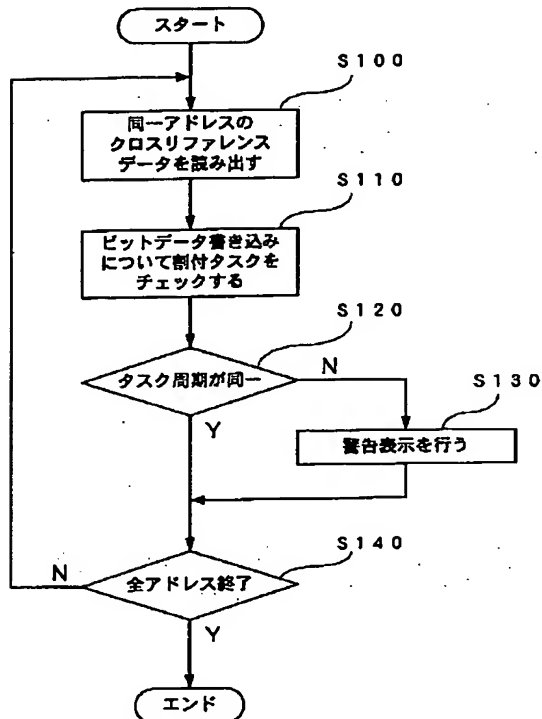 スタート
S100
同一アドレスの
クロスリファレンス
データを読み出す
S110
ビットデータ書き込み
について割付タスクを
チェックする
S120
タスク周期が同一
N
S130
Y
警告表示を行う
S140
N
全アドレス終了
Y
エンド